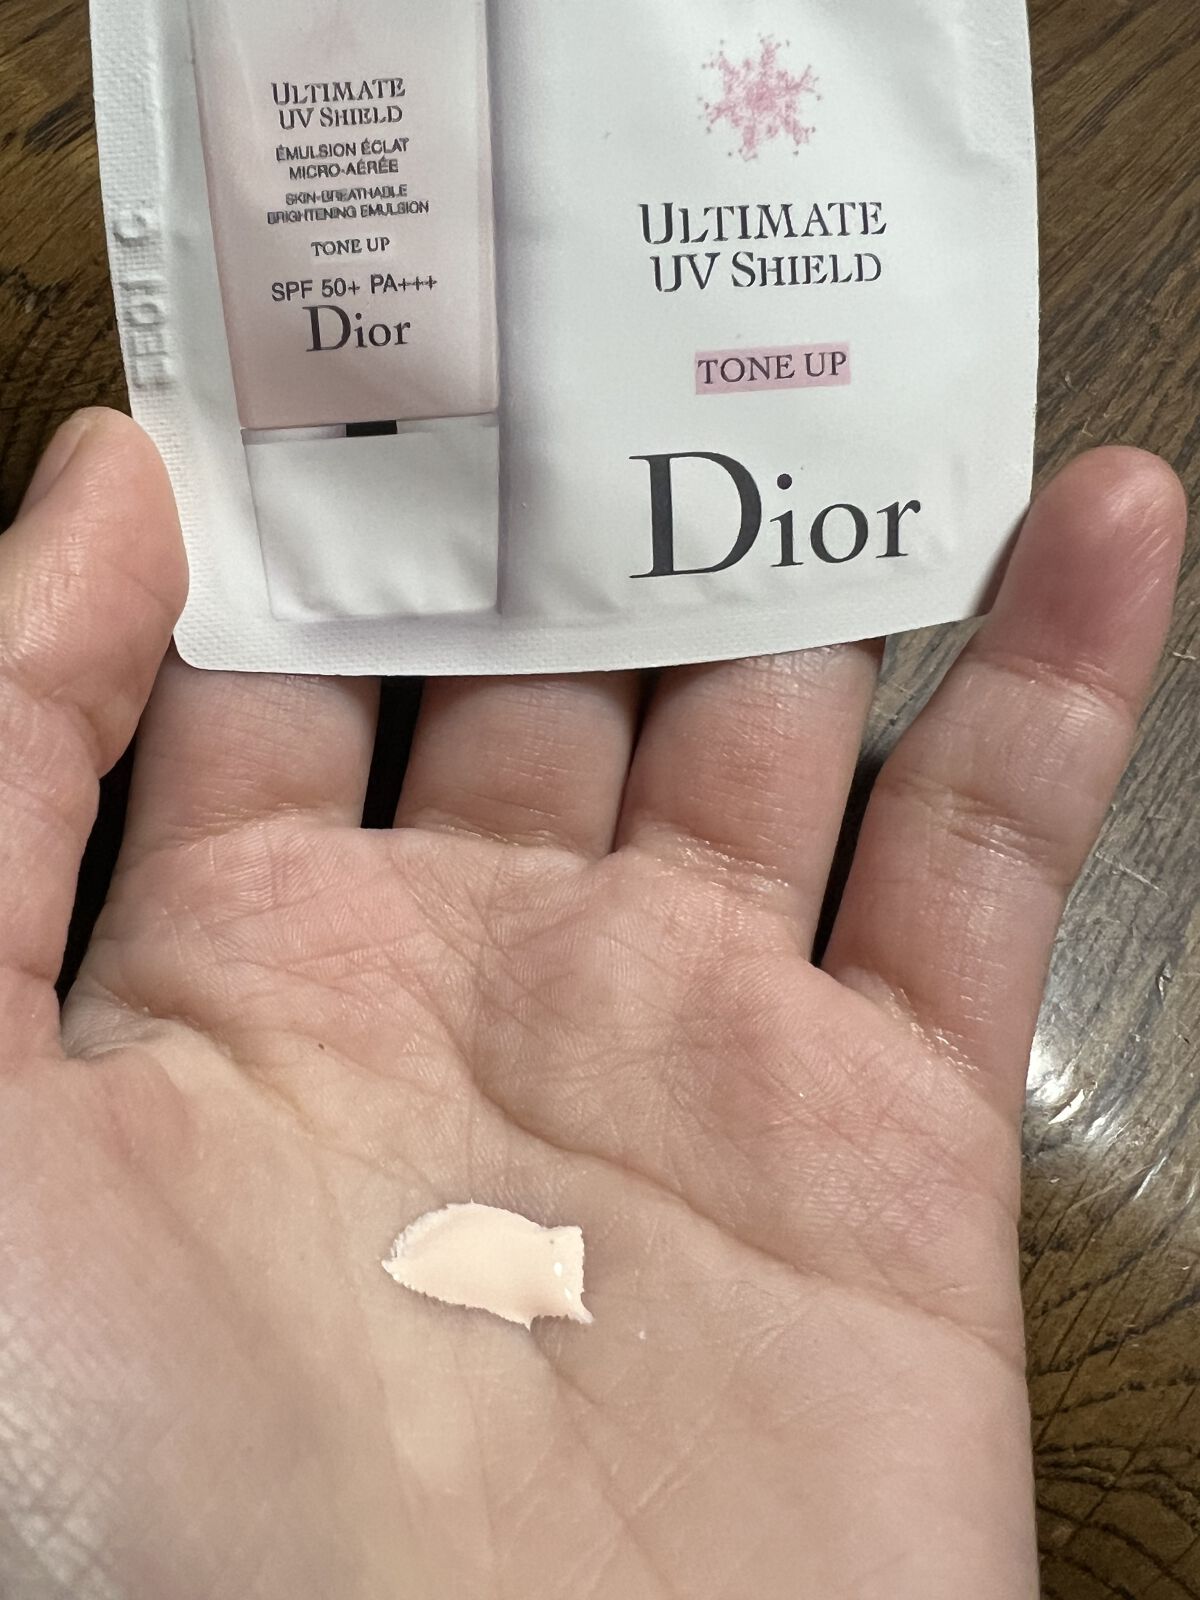 ULTIMATE
UV SHIELD
ÉMULSION ÉCLAT
MICRO-AÉRÉE
SKIN-BREATHABLE
BRIGHTENING EMULSION
TONE UP
SPF 50+ PA+++
Dior
ULTIMATE
UV SHIELD
TONE UP
Dior